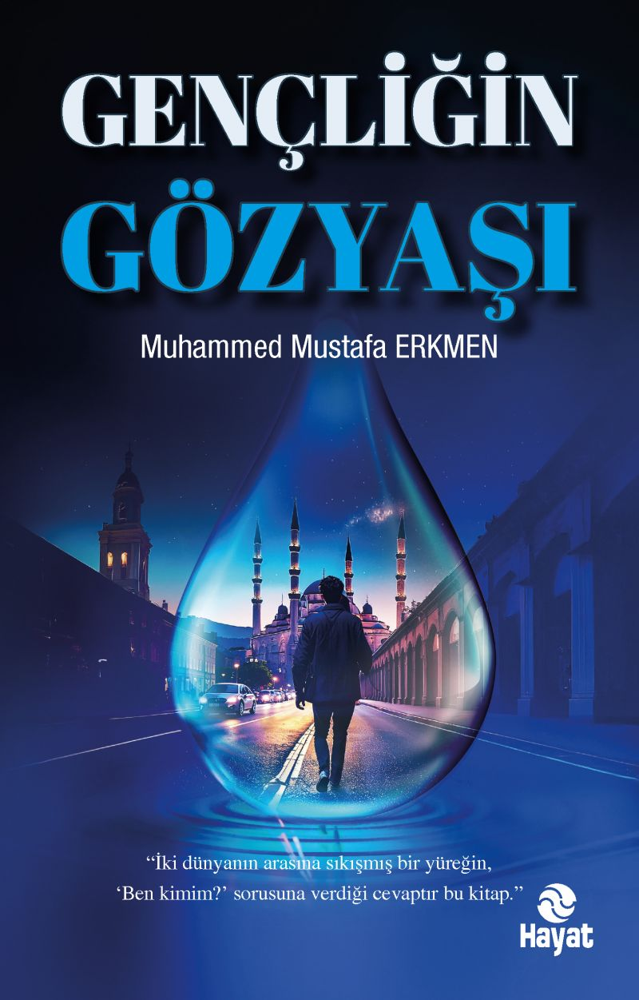 GENÇLİĞİN
GÖZYAŞI
Muhammed Mustafa ERKMEN
“İki dünyanın arasına sıkışmış bir yüreğin,
‘Ben kimim?’ sorusuna verdiği cevaptır bu kitap.”
Hayat